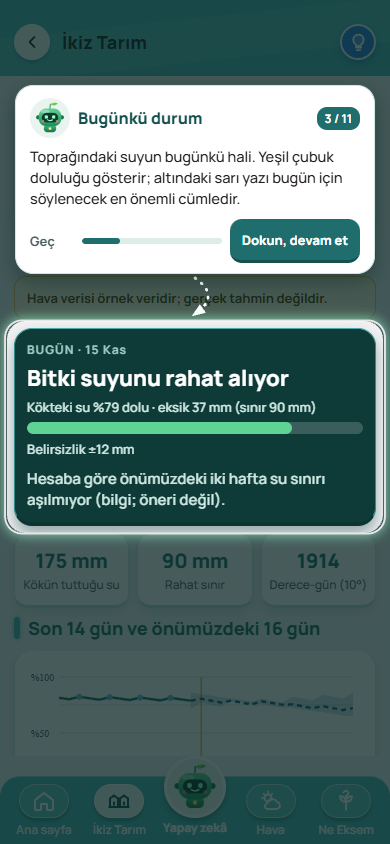 İkiz Tarım
Bugünkü durum
3 / 11
Toprağındaki suyun bugünkü hali. Yeşil çubuk
doluluğu gösterir; altındaki sarı yazı bugün için
söylenecek en önemli cümledir.
Geç
Dokun, devam et
Hava verisi örnek veridir; gerçek tahmin değildir.
BUGÜN · 15 Kas
Bitki suyunu rahat alıyor
Kökteki su %79 dolu · eksik 37 mm (sınır 90 mm)
Belirsizlik ±12 mm
Hesaba göre önümüzdeki iki hafta su sınırı
aşılmıyor (bilgi; öneri değil).
175 mm
Kökün tuttuğu su
90 mm
Rahat sınır
1914
Derece-gün (10°)
Son 14 gün ve önümüzdeki 16 gün
%100
%50
Ana sayfa
İkiz Tarım
Yapay zekâ
Hava
Ne Eksem